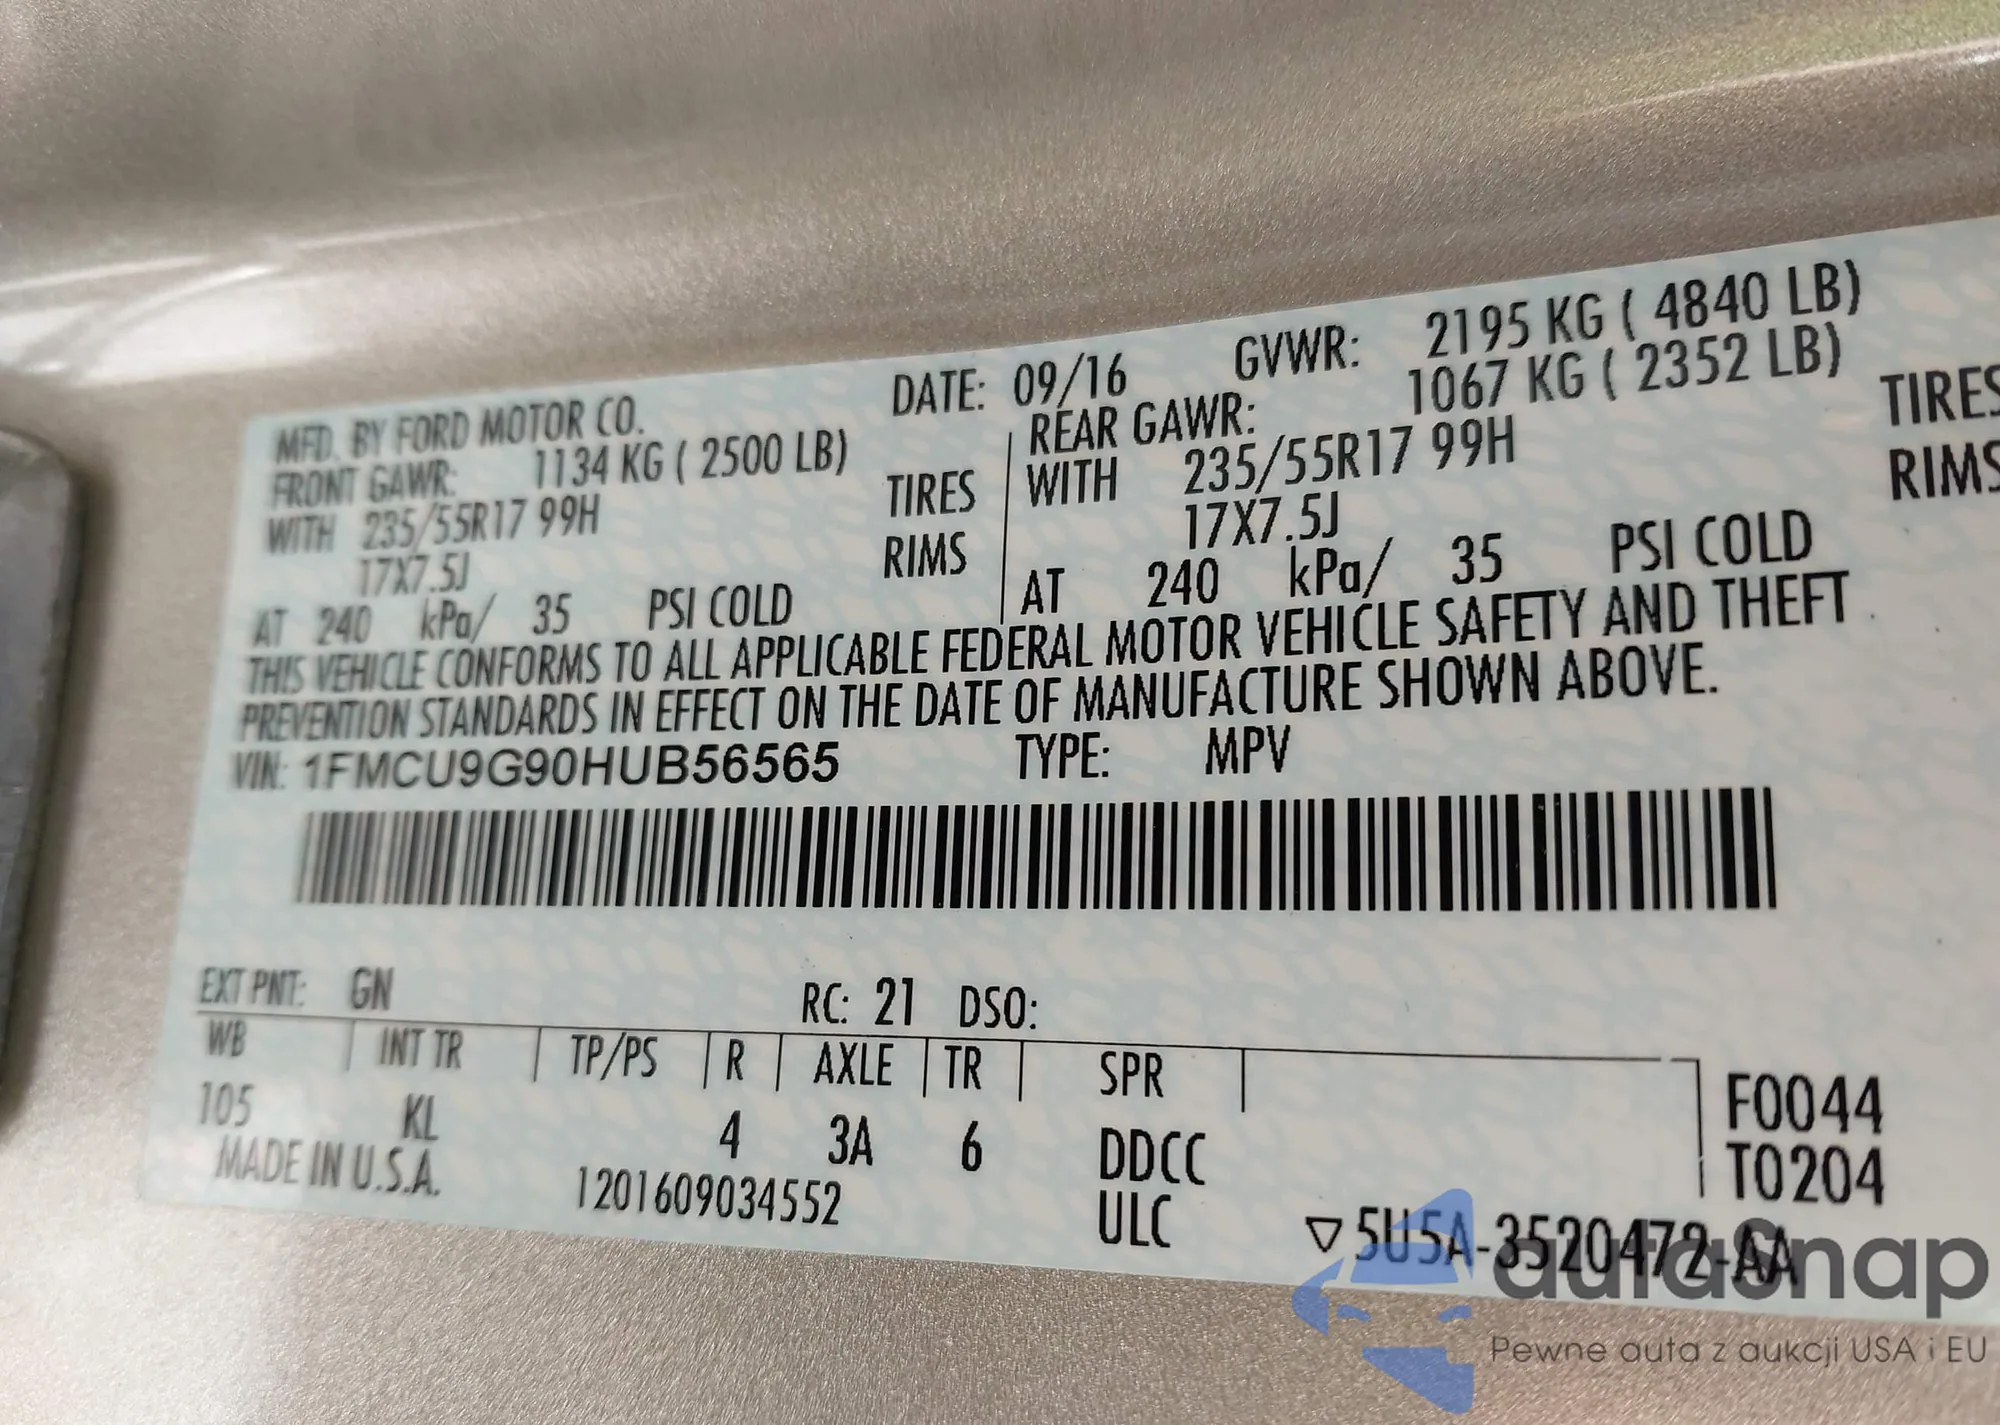 MFD. BY FORD MOTOR CO. DATE: 09/16 GVWR: 2195 KG ( 4840 LB)
FRONT GAWR: 1134 KG ( 2500 LB) REAR GAWR: 1067 KG ( 2352 LB)
WITH 235/55R17 99H TIRES WITH 235/55R17 99H TIRES
17X7.5J RIMS 17X7.5J RIMS
AT 240 kPa/ 35 PSI COLD AT 240 kPa/ 35 PSI COLD
THIS VEHICLE CONFORMS TO ALL APPLICABLE FEDERAL MOTOR VEHICLE SAFETY AND THEFT
PREVENTION STANDARDS IN EFFECT ON THE DATE OF MANUFACTURE SHOWN ABOVE.
VIN: 1FMCU9G90HUB56565 TYPE: MPV
EXT PNT: GN RC: 21 DSO:
WB INT TR TP/PS R AXLE TR SPR
105 KL 4 3A 6 DDCC F0044
MADE IN U.S.A. 1201609034552 ULC T0204
▽5U5A-3520472-AA
autasnap
Pewne auta z aukcji USA i EU